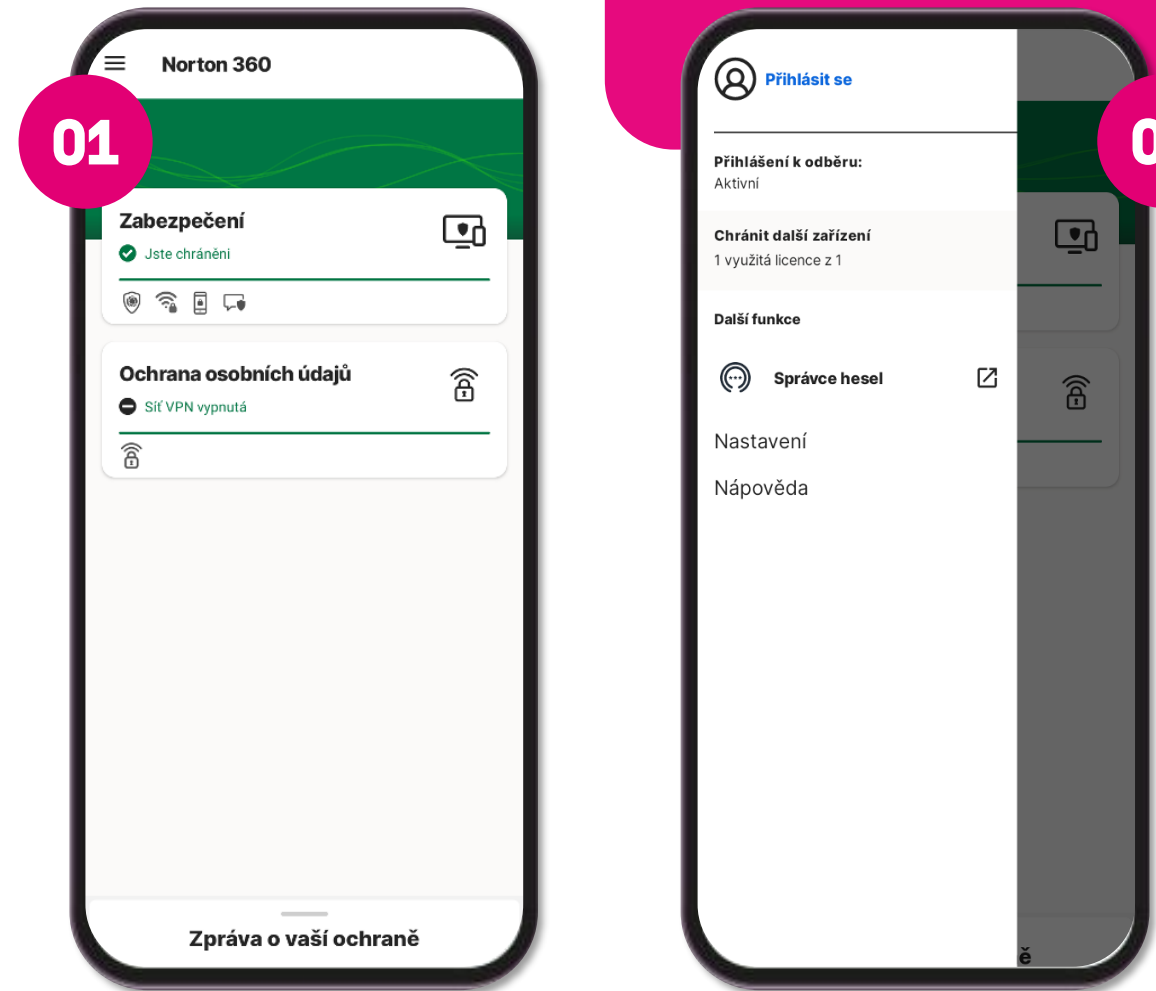 Norton 360
01
Zabezpečení
Jste chráněni
Ochrana osobních údajů
Síť VPN vypnutá
Zpráva o vaší ochraně
Přihlásit se
Přihlášení k odběru:
Aktivní
Chránit další zařízení
1 využitá licence z 1
Další funkce
Správce hesel
Nastavení
Nápověda